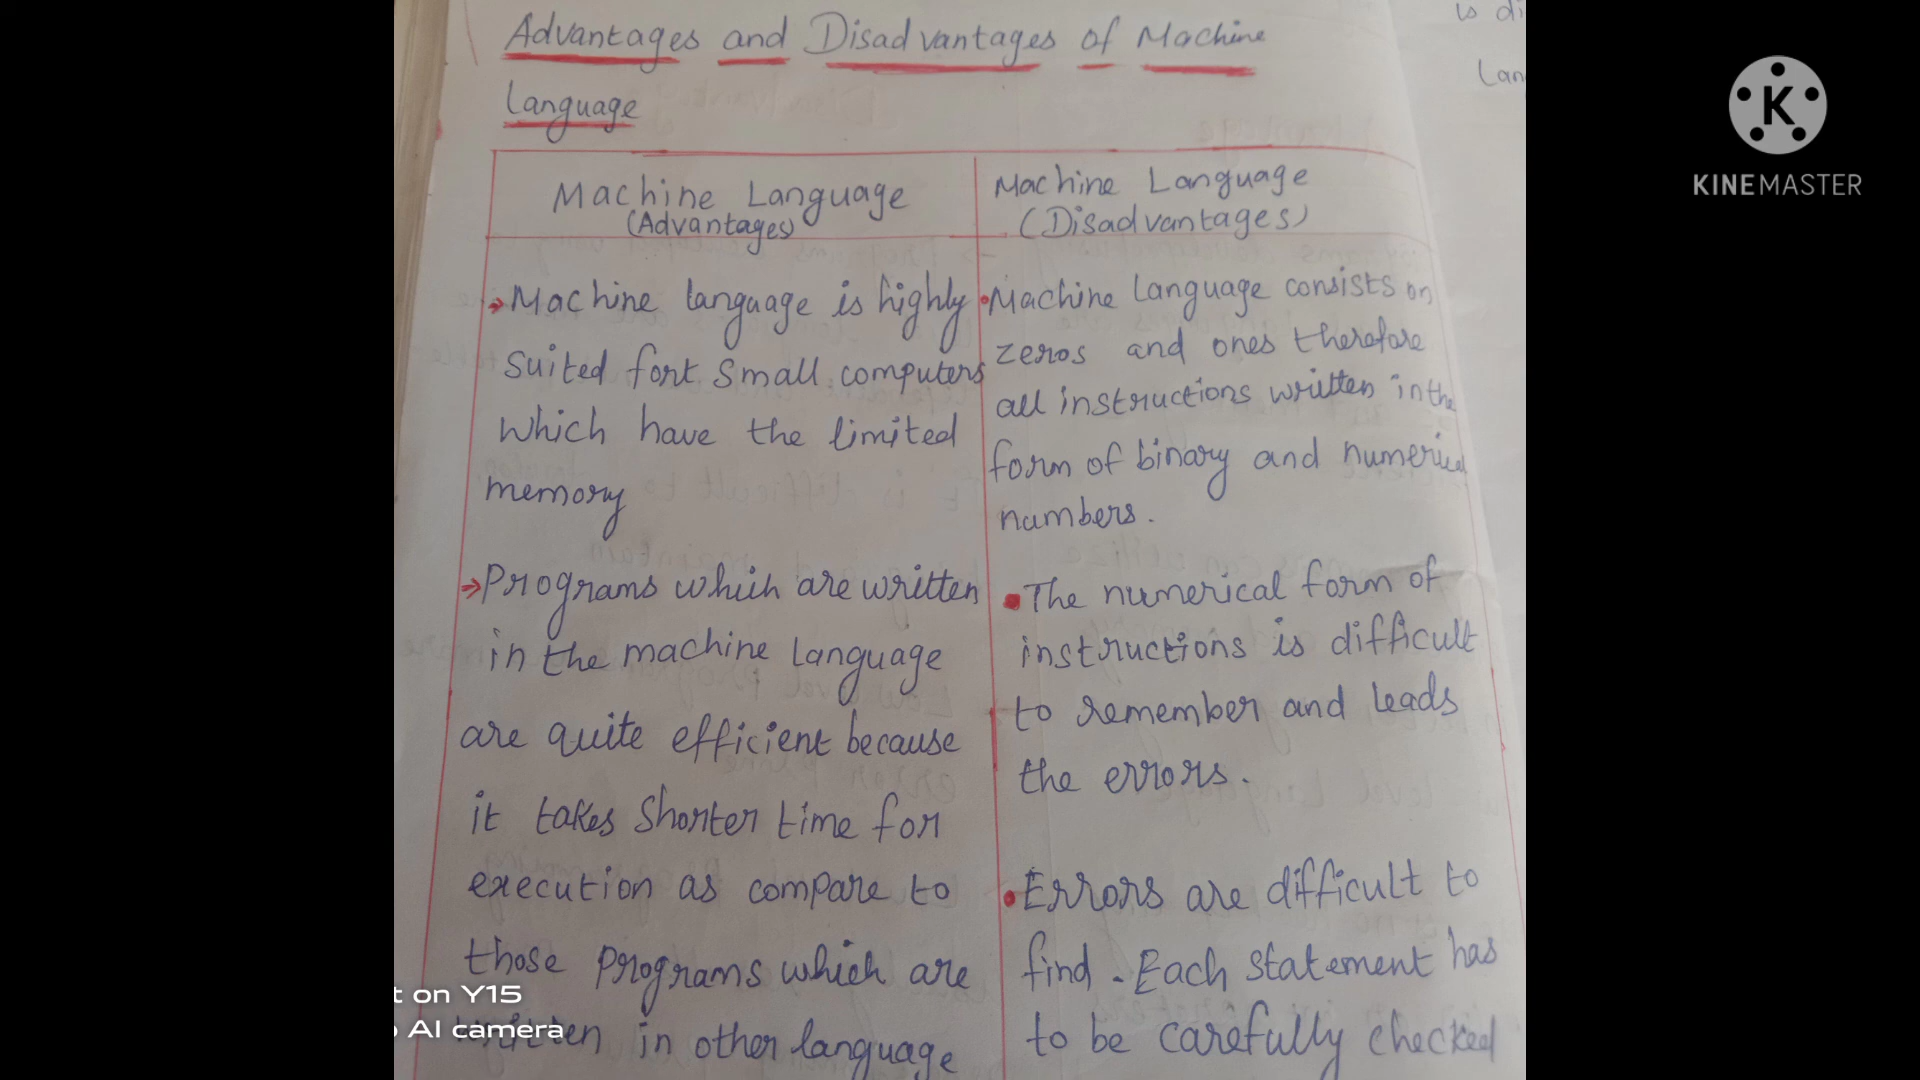 Advantages and Disadvantages of Machine
Language
Machine Language
(Advantages)
→ Machine language is highly
suited fort small computers
which have the limited
memory
→ Programs which are written
in the machine language
are quite efficient because
it takes shorter time for
execution as compare to
those programs which are
written in other language
Machine Language
(Disadvantages)
• Machine language consists on
zeros and ones therefore
all instructions written in the
form of binary and numerical
numbers.
• The numerical form of
instructions is difficult
to remember and leads
the errors.
• Errors are difficult to
find. Each statement has
to be carefully checked
is di
Lan
t on Y15
AI camera
KINEMASTER